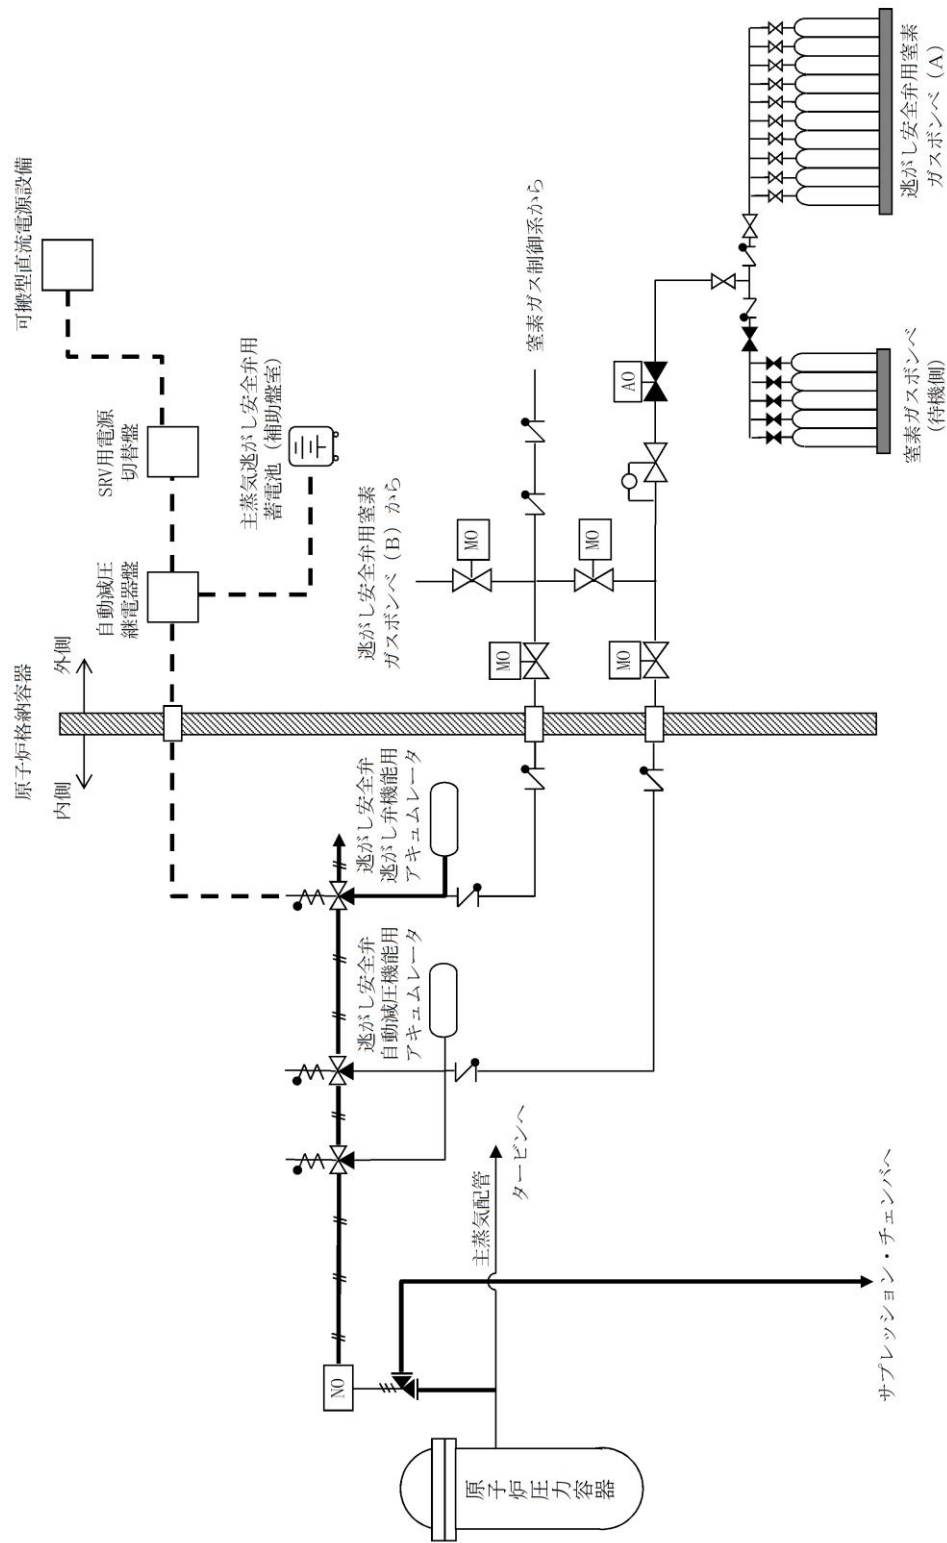 原子炉格納容器
内側
外側
自動減圧
継電器盤
SRV用電源
切替盤
可搬型直流電源設備
主蒸気逃がし安全弁用
蓄電池（補助盤室）
逃がし安全弁
逃がし弁機能用
アキュムレータ
逃がし安全弁
自動減圧機能用
アキュムレータ
逃がし安全弁用窒素
ガスボンベ（B）から
窒素ガス制御系から
MO
MO
MO
MO
AO
NO
主蒸気配管
タービンへ
原子炉圧力容器
サプレッション・チェンバへ
窒素ガスボンベ
(待機側)
逃がし安全弁用窒素
ガスボンベ（A）